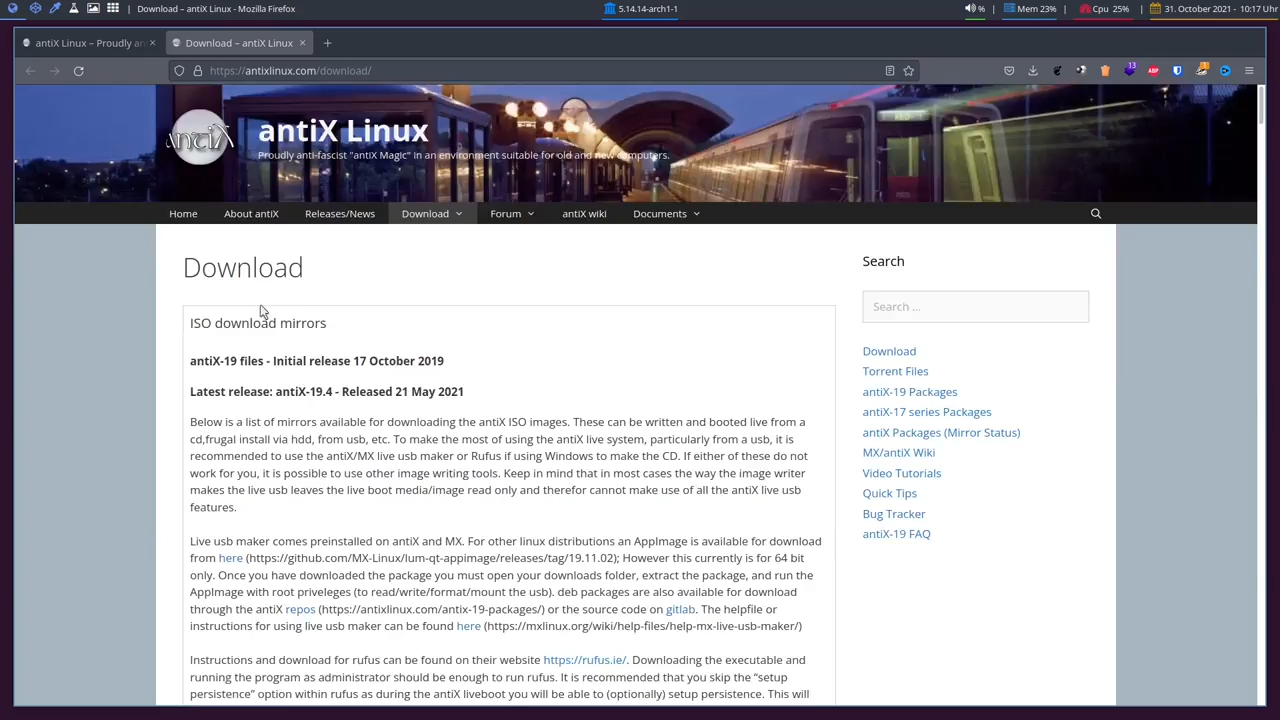 Download – antiX Linux - Mozilla Firefox
5.14.14-arch1-1
%
Mem 23%
Cpu 25%
31. October 2021 - 10:17 Uhr
antiX Linux – Proudly an
Download – antiX Linux
https://antixlinux.com/download/
13
ABP
antiX
antiX Linux
Proudly anti-fascist "antiX Magic" in an environment suitable for old and new computers.
Home
About antiX
Releases/News
Download
Forum
antiX wiki
Documents
Download
ISO download mirrors
antiX-19 files - Initial release 17 October 2019
Latest release: antiX-19.4 - Released 21 May 2021
Below is a list of mirrors available for downloading the antiX ISO images. These can be written and booted live from a
cd,frugal install via hdd, from usb, etc. To make the most of using the antiX live system, particularly from a usb, it is
recommended to use the antiX/MX live usb maker or Rufus if using Windows to make the CD. If either of these do not
work for you, it is possible to use other image writing tools. Keep in mind that in most cases the way the image writer
makes the live usb leaves the live boot media/image read only and therefor cannot make use of all the antiX live usb
features.
Live usb maker comes preinstalled on antiX and MX. For other linux distributions an AppImage is available for download
from here (https://github.com/MX-Linux/lum-qt-appimage/releases/tag/19.11.02); However this currently is for 64 bit
only. Once you have downloaded the package you must open your downloads folder, extract the package, and run the
AppImage with root priveleges (to read/write/format/mount the usb). deb packages are also available for download
through the antiX repos (https://antixlinux.com/antix-19-packages/) or the source code on gitlab. The helpfile or
instructions for using live usb maker can be found here (https://mxlinux.org/wiki/help-files/help-mx-live-usb-maker/)
Instructions and download for rufus can be found on their website https://rufus.ie/. Downloading the executable and
running the program as administrator should be enough to run rufus. It is recommended that you skip the “setup
persistence” option within rufus as during the antiX liveboot you will be able to (optionally) setup persistence. This will
Search
Search ...
Download
Torrent Files
antiX-19 Packages
antiX-17 series Packages
antiX Packages (Mirror Status)
MX/antiX Wiki
Video Tutorials
Quick Tips
Bug Tracker
antiX-19 FAQ